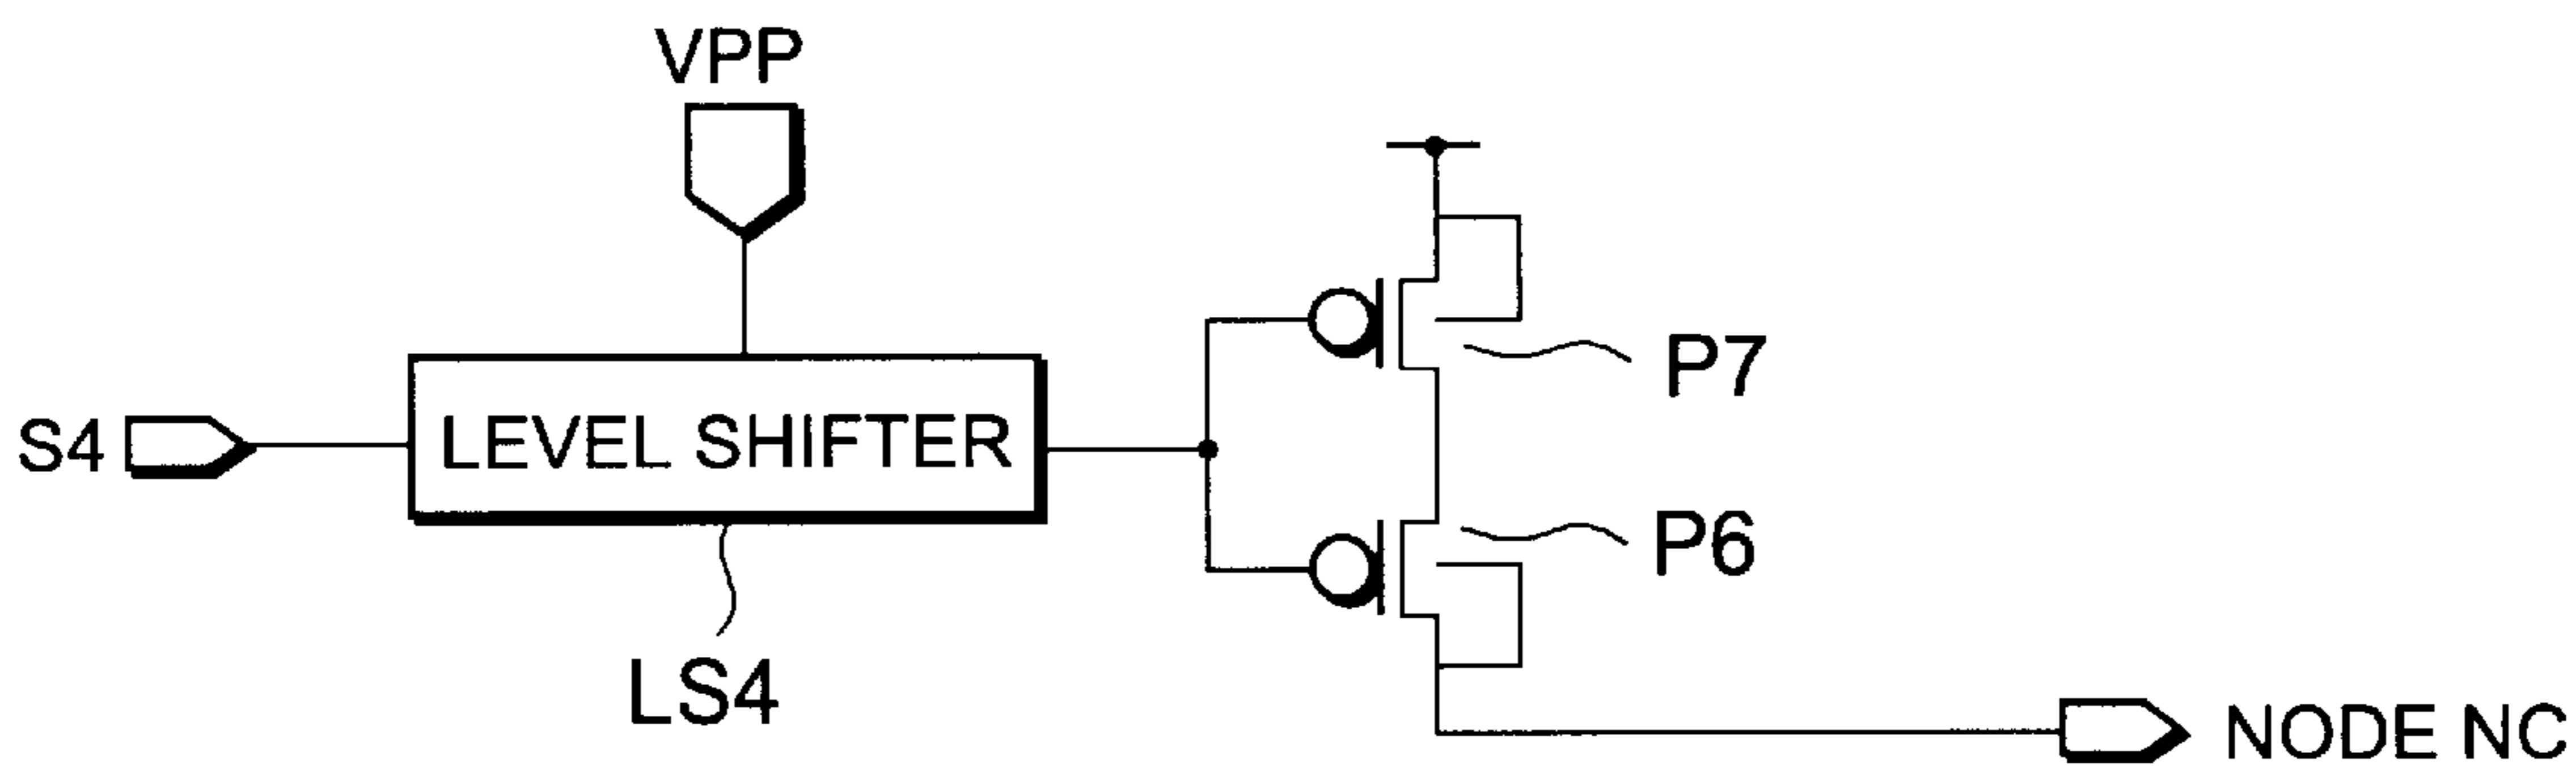 VPP
S4
LEVEL SHIFTER
P7
P6
LS4
NODE NC